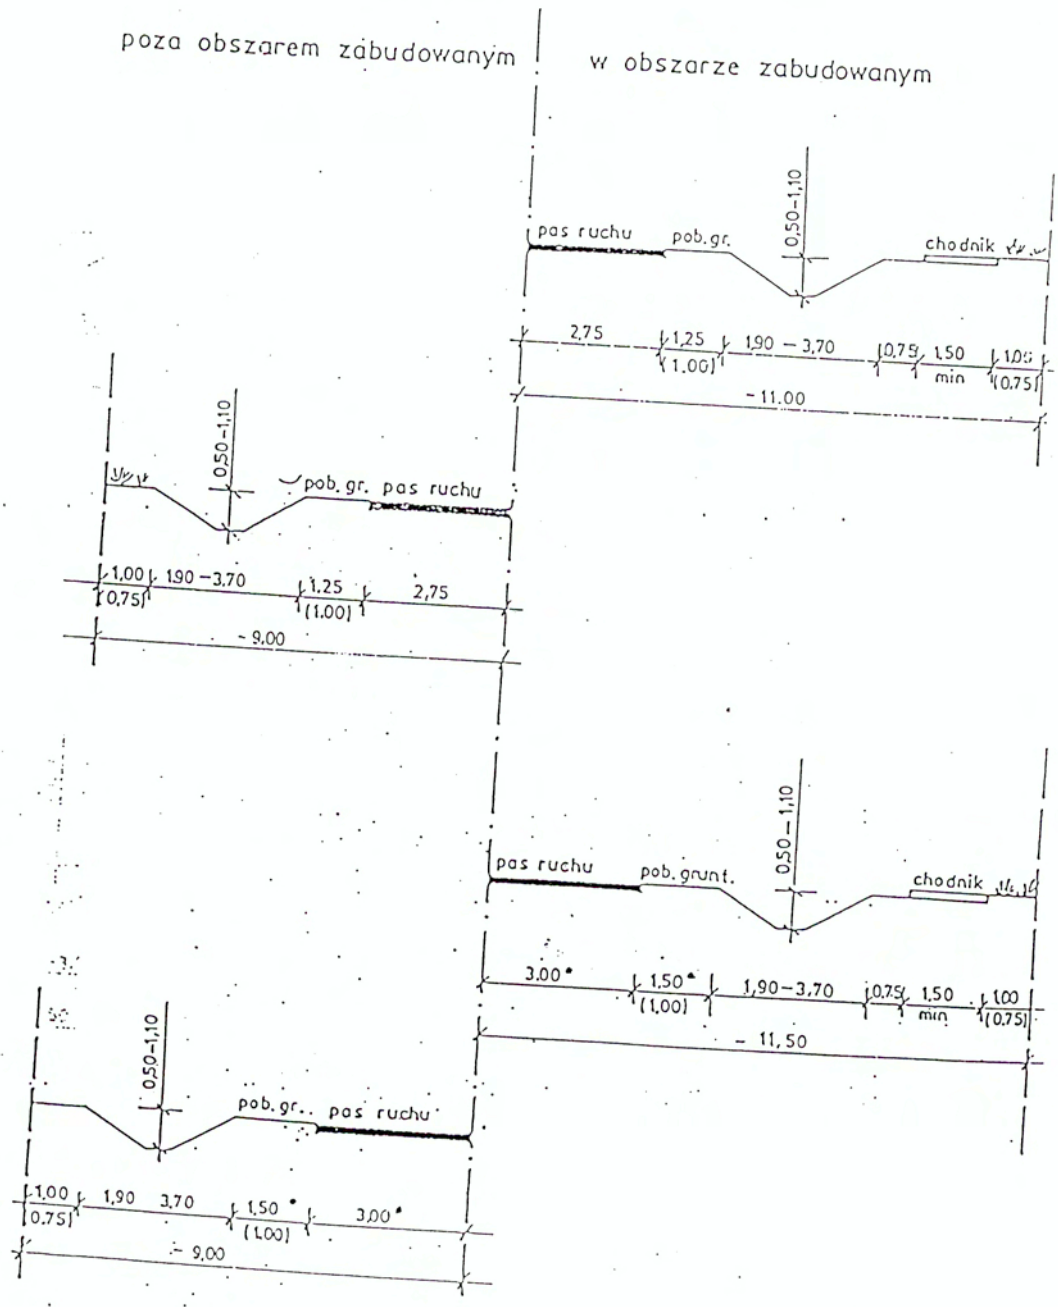 poza obszarem zabudowanym
w obszarze zabudowanym
0,50-1,10
pas ruchu pob.gr. chodnik
2,75 1,25 1,90 - 3,70 0,75 1,50 1,00
(1.00) min (0.75)
~ 11.00
0,50-1,10
pob. gr. pas ruchu
1,00 1,90 - 3,70 1,25 2,75
(0,75) (1.00)
~ 9.00
0,50-1,10
pas ruchu pob. grunt. chodnik
3.00* 1,50* 1,90-3,70 0,75 1,50 1,00
(1,00) min (0,75)
~ 11,50
0,50-1,10
pob. gr.. pas ruchu
1,00 1,90 3,70 1,50* 3,00*
(0.75) (1.00)
~ 9,00